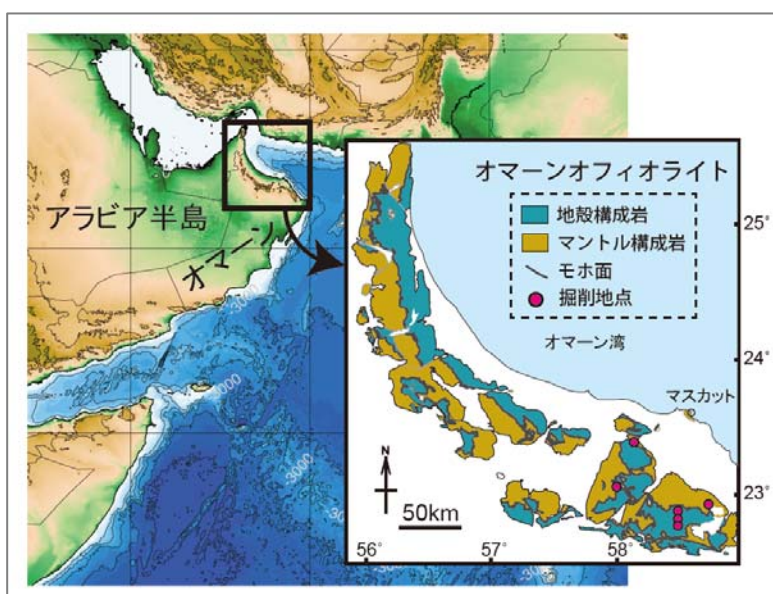 アラビア半島
オマーン
-3000
オマーンオフィオライト
地殻構成岩
マントル構成岩
モホ面
掘削地点
オマーン湾
マスカット
25°
24°
23°
N
50km
56°
57°
58°